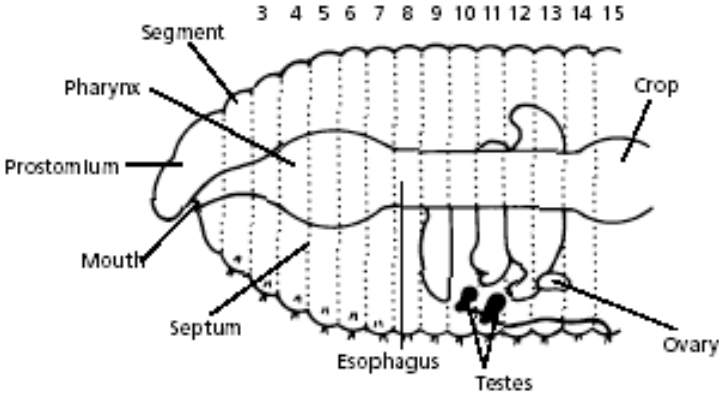 3 4 5 6 7 8 9 10 11 12 13 14 15
Segment
Pharynx
Crop
Prostomium
Mouth
Septum
Esophagus
Ovary
Testes